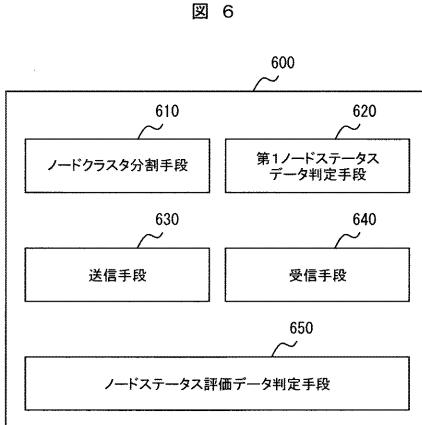 図 6
600
610
620
ノードクラスタ分割手段
第1ノードステータス
データ判定手段
630
640
送信手段
受信手段
650
ノードステータス評価データ判定手段